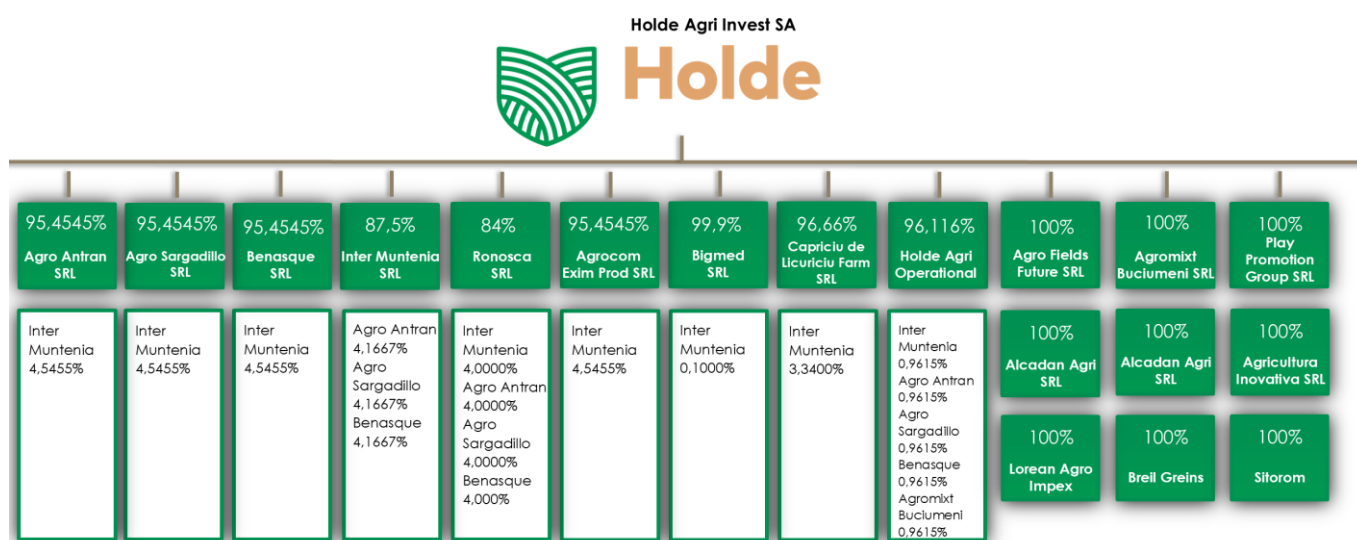 Holde Agri Invest SA
Holde
95,4545%
Agro Antran
SRL
95,4545%
Agro Sargadillo
SRL
95,4545%
Benasque
SRL
87,5%
Inter Muntenia
SRL
84%
Ronosca
SRL
95,4545%
Agrocom
Exim Prod SRL
99,9%
Bigmed
SRL
96,66%
Capriciu de
Licuriciu Farm
SRL
96,116%
Holde Agri
Operational
100%
Agro Fields
Future SRL
100%
Agromixt
Buciumeni SRL
100%
Play
Promotion
Group SRL
Inter
Muntenia
4,5455%
Inter
Muntenia
4,5455%
Inter
Muntenia
4,5455%
Agro Antran
4,1667%
Agro
Sargadillo
4,1667%
Benasque
4,1667%
Inter
Muntenia
4,0000%
Agro Antran
4,0000%
Agro
Sargadillo
4,0000%
Benasque
4,000%
Inter
Muntenia
4,5455%
Inter
Muntenia
0,1000%
Inter
Muntenia
3,3400%
Inter
Muntenia
0,9615%
Agro Antran
0,9615%
Agro
Sargadillo
0,9615%
Benasque
0,9615%
Agromixt
Buciumeni
0,9615%
100%
Alcadan Agri
SRL
100%
Alcadan Agri
SRL
100%
Agricultura
Inovativa SRL
100%
Lorean Agro
Impex
100%
Breil Greins
100%
Sitorom